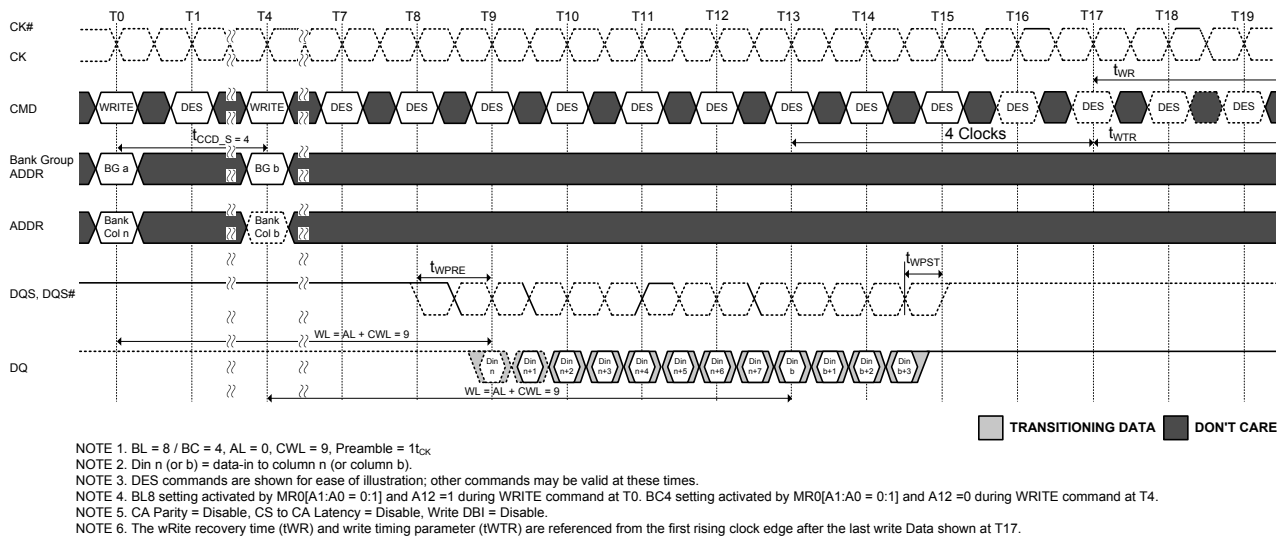 T0 T1 T4 T7 T8 T9 T10 T11 T12 T13 T14 T15 T16 T17 T18 T19
CK#
CK
tWR
CMD
WRITE DES WRITE DES DES DES DES DES DES DES DES DES DES DES DES DES
tCCD_S = 4
4 Clocks
tWTR
Bank Group
ADDR
BG a BG b
ADDR
Bank
Col n
Bank
Col b
tWPRE
tWPST
DQS, DQS#
WL = AL + CWL = 9
DQ
Din
n
Din
n+1
Din
n+2
Din
n+3
Din
n+4
Din
n+5
Din
n+6
Din
n+7
Din
b
Din
b+1
Din
b+2
Din
b+3
WL = AL + CWL = 9
TRANSITIONING DATA DON'T CARE
NOTE 1. BL = 8 / BC = 4, AL = 0, CWL = 9, Preamble = 1tCK
NOTE 2. Din n (or b) = data-in to column n (or column b).
NOTE 3. DES commands are shown for ease of illustration; other commands may be valid at these times.
NOTE 4. BL8 setting activated by MR0[A1:A0 = 0:1] and A12 =1 during WRITE command at T0. BC4 setting activated by MR0[A1:A0 = 0:1] and A12 =0 during WRITE command at T4.
NOTE 5. CA Parity = Disable, CS to CA Latency = Disable, Write DBI = Disable.
NOTE 6. The wRite recovery time (tWR) and write timing parameter (tWTR) are referenced from the first rising clock edge after the last write Data shown at T17.